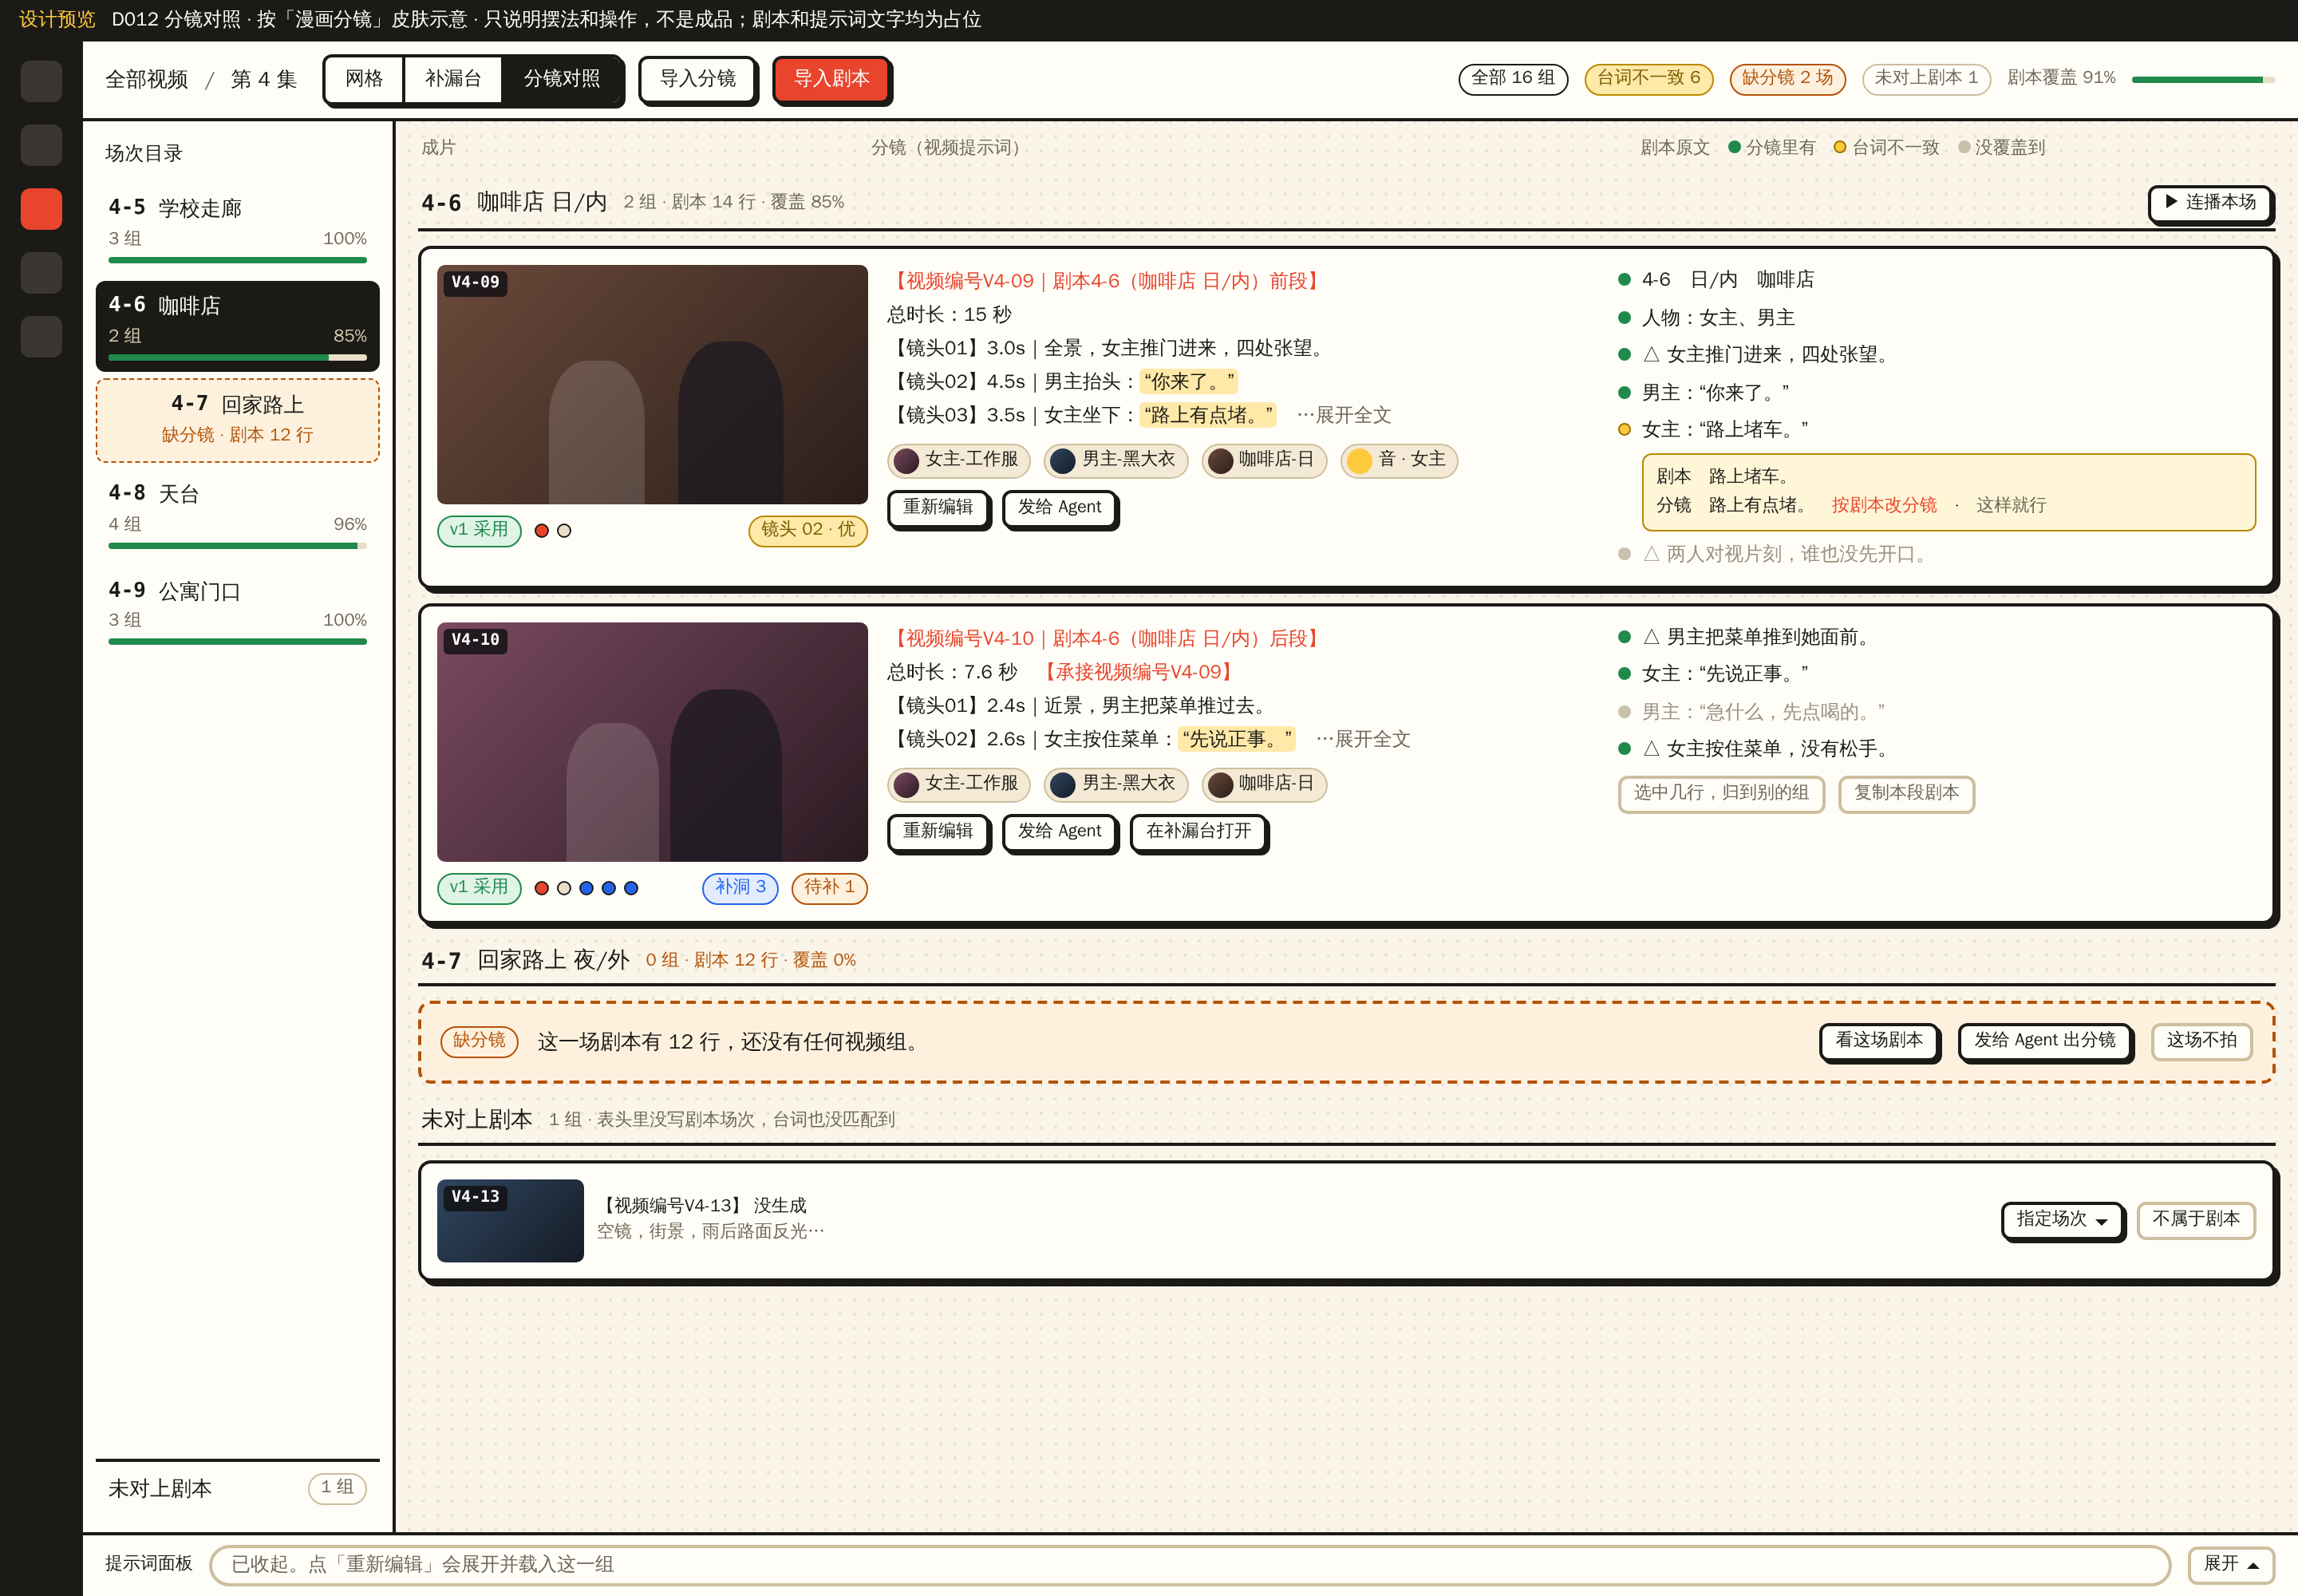 设计预览 D012 分镜对照 · 按「漫画分镜」皮肤示意 · 只说明摆法和操作，不是成品；剧本和提示词文字均为占位
全部视频 / 第 4 集 网格 补漏台 分镜对照 导入分镜 导入剧本 全部 16 组 台词不一致 6 缺分镜 2 场 未对上剧本 1 剧本覆盖 91%
场次目录
4-5 学校走廊
3 组 100%
4-6 咖啡店
2 组 85%
4-7 回家路上
缺分镜 · 剧本 12 行
4-8 天台
4 组 96%
4-9 公寓门口
3 组 100%
未对上剧本 1 组
成片 分镜（视频提示词） 剧本原文 分镜里有 台词不一致 没覆盖到
4-6 咖啡店 日/内 2 组 · 剧本 14 行 · 覆盖 85% ▶ 连播本场
V4-09
v1 采用 镜头 02 · 优
【视频编号V4-09｜剧本4-6（咖啡店 日/内）前段】
总时长：15 秒
【镜头01】3.0s｜全景，女主推门进来，四处张望。
【镜头02】4.5s｜男主抬头：“你来了。”
【镜头03】3.5s｜女主坐下：“路上有点堵。” …展开全文
女主-工作服 男主-黑大衣 咖啡店-日 音 · 女主
重新编辑 发给 Agent
4-6 日/内 咖啡店
人物：女主、男主
△ 女主推门进来，四处张望。
男主：“你来了。”
女主：“路上堵车。”
剧本 路上堵车。
分镜 路上有点堵。 按剧本改分镜 · 这样就行
△ 两人对视片刻，谁也没先开口。
V4-10
v1 采用 补洞 3 待补 1
【视频编号V4-10｜剧本4-6（咖啡店 日/内）后段】
总时长：7.6 秒 【承接视频编号V4-09】
【镜头01】2.4s｜近景，男主把菜单推过去。
【镜头02】2.6s｜女主按住菜单：“先说正事。” …展开全文
女主-工作服 男主-黑大衣 咖啡店-日
重新编辑 发给 Agent 在补漏台打开
△ 男主把菜单推到她面前。
女主：“先说正事。”
男主：“急什么，先点喝的。”
△ 女主按住菜单，没有松手。
选中几行，归到别的组 复制本段剧本
4-7 回家路上 夜/外 0 组 · 剧本 12 行 · 覆盖 0%
缺分镜 这一场剧本有 12 行，还没有任何视频组。 看这场剧本 发给 Agent 出分镜 这场不拍
未对上剧本 1 组 · 表头里没写剧本场次，台词也没匹配到
V4-13
【视频编号V4-13】 没生成
空镜，街景，雨后路面反光…
指定场次 不属于剧本
提示词面板 已收起。点「重新编辑」会展开并载入这一组 展开